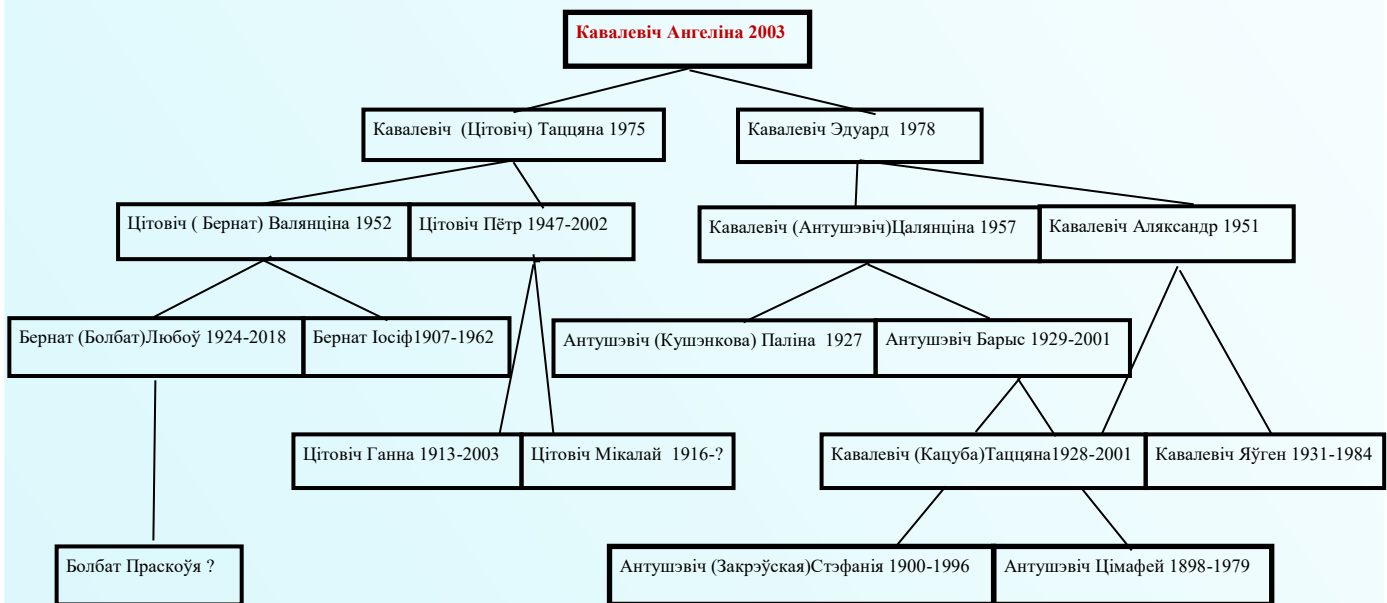 Кавалевіч Ангеліна 2003
Кавалевіч (Цітовіч) Таццяна 1975
Кавалевіч Эдуард 1978
Цітовіч ( Бернат) Валянціна 1952
Цітовіч Пётр 1947-2002
Кавалевіч (Антушэвіч)Цалянціна 1957
Кавалевіч Аляксандр 1951
Бернат (Болбат)Любоў 1924-2018
Бернат Іосіф1907-1962
Антушэвіч (Кушэнкова) Паліна 1927
Антушэвіч Барыс 1929-2001
Цітовіч Ганна 1913-2003
Цітовіч Мікалай 1916-?
Кавалевіч (Кацуба)Таццяна1928-2001
Кавалевіч Яўген 1931-1984
Болбат Праскоўя ?
Антушэвіч (Закрэўская)Стэфанія 1900-1996
Антушэвіч Цімафей 1898-1979